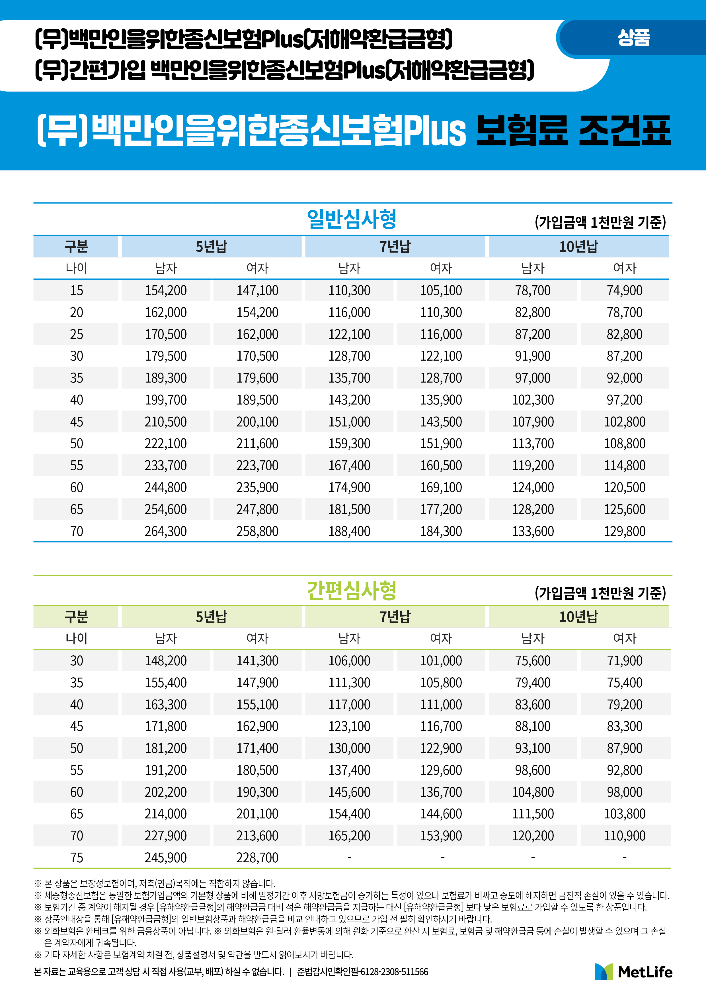 (무)백만인을위한종신보험Plus(저해약환급금형)
상품
(무)간편가입 백만인을위한종신보험Plus(저해약환급금형)
(무)백만인을위한종신보험Plus 보험료 조건표
일반심사형 (가입금액 1천만원 기준)
구분 5년납 7년납 10년납
나이 남자 여자 남자 여자 남자 여자
15 154,200 147,100 110,300 105,100 78,700 74,900
20 162,000 154,200 116,000 110,300 82,800 78,700
25 170,500 162,000 122,100 116,000 87,200 82,800
30 179,500 170,500 128,700 122,100 91,900 87,200
35 189,300 179,600 135,700 128,700 97,000 92,000
40 199,700 189,500 143,200 135,900 102,300 97,200
45 210,500 200,100 151,000 143,500 107,900 102,800
50 222,100 211,600 159,300 151,900 113,700 108,800
55 233,700 223,700 167,400 160,500 119,200 114,800
60 244,800 235,900 174,900 169,100 124,000 120,500
65 254,600 247,800 181,500 177,200 128,200 125,600
70 264,300 258,800 188,400 184,300 133,600 129,800
간편심사형 (가입금액 1천만원 기준)
구분 5년납 7년납 10년납
나이 남자 여자 남자 여자 남자 여자
30 148,200 141,300 106,000 101,000 75,600 71,900
35 155,400 147,900 111,300 105,800 79,400 75,400
40 163,300 155,100 117,000 111,000 83,600 79,200
45 171,800 162,900 123,100 116,700 88,100 83,300
50 181,200 171,400 130,000 122,900 93,100 87,900
55 191,200 180,500 137,400 129,600 98,600 92,800
60 202,200 190,300 145,600 136,700 104,800 98,000
65 214,000 201,100 154,400 144,600 111,500 103,800
70 227,900 213,600 165,200 153,900 120,200 110,900
75 245,900 228,700 - - - -
※ 본 상품은 보장성보험이며, 저축(연금)목적에는 적합하지 않습니다.
※ 체증형종신보험은 동일한 보험가입금액의 기본형 상품에 비해 일정기간 이후 사망보험금이 증가하는 특성이 있으나 보험료가 비싸고 중도에 해지하면 금전적 손실이 있을 수 있습니다.
※ 보험기간 중 계약이 해지될 경우 [유해약환급금형]의 해약환급금 대비 적은 해약환급금을 지급하는 대신 [유해약환급금형] 보다 낮은 보험료로 가입할 수 있도록 한 상품입니다.
※ 상품안내장을 통해 [유해약환급금형]의 일반보험상품과 해약환급금을 비교 안내하고 있으므로 가입 전 필히 확인하시기 바랍니다.
※ 외화보험은 환테크를 위한 금융상품이 아닙니다. ※ 외화보험은 원-달러 환율변동에 의해 원화 기준으로 환산 시 보험료, 보험금 및 해약환급금 등에 손실이 발생할 수 있으며 그 손실
은 계약자에게 귀속됩니다.
※ 기타 자세한 사항은 보험계약 체결 전, 상품설명서 및 약관을 반드시 읽어보시기 바랍니다.
본 자료는 교육용으로 고객 상담 시 직접 사용(교부, 배포) 하실 수 없습니다. | 준법감시인확인필-6128-2308-511566
MetLife